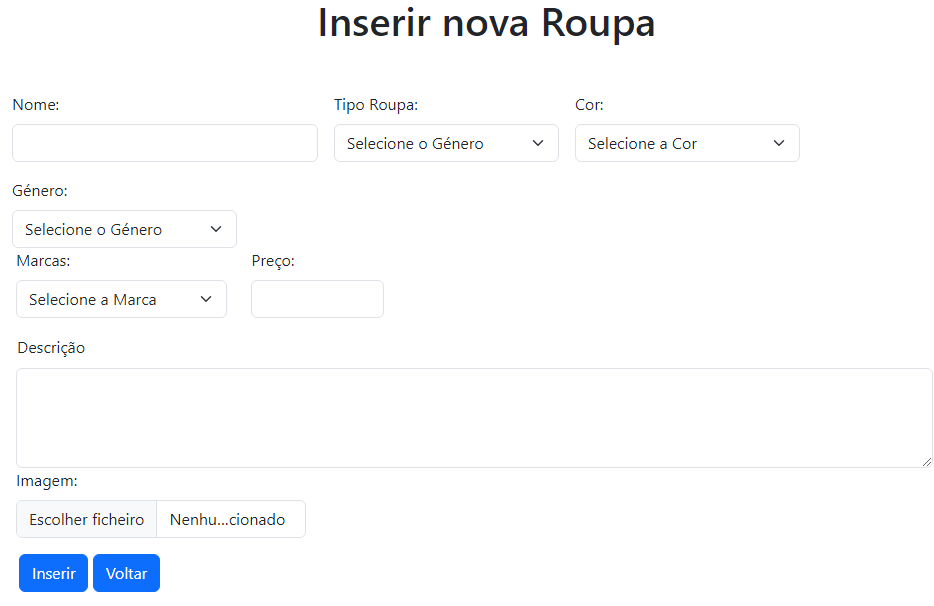 Inserir nova Roupa
Nome: Tipo Roupa: Cor:
Selecione o Género Selecione a Cor
Género:
Selecione o Género
Marcas: Preço:
Selecione a Marca
Descrição
Imagem:
Escolher ficheiro Nenhu...cionado
Inserir Voltar